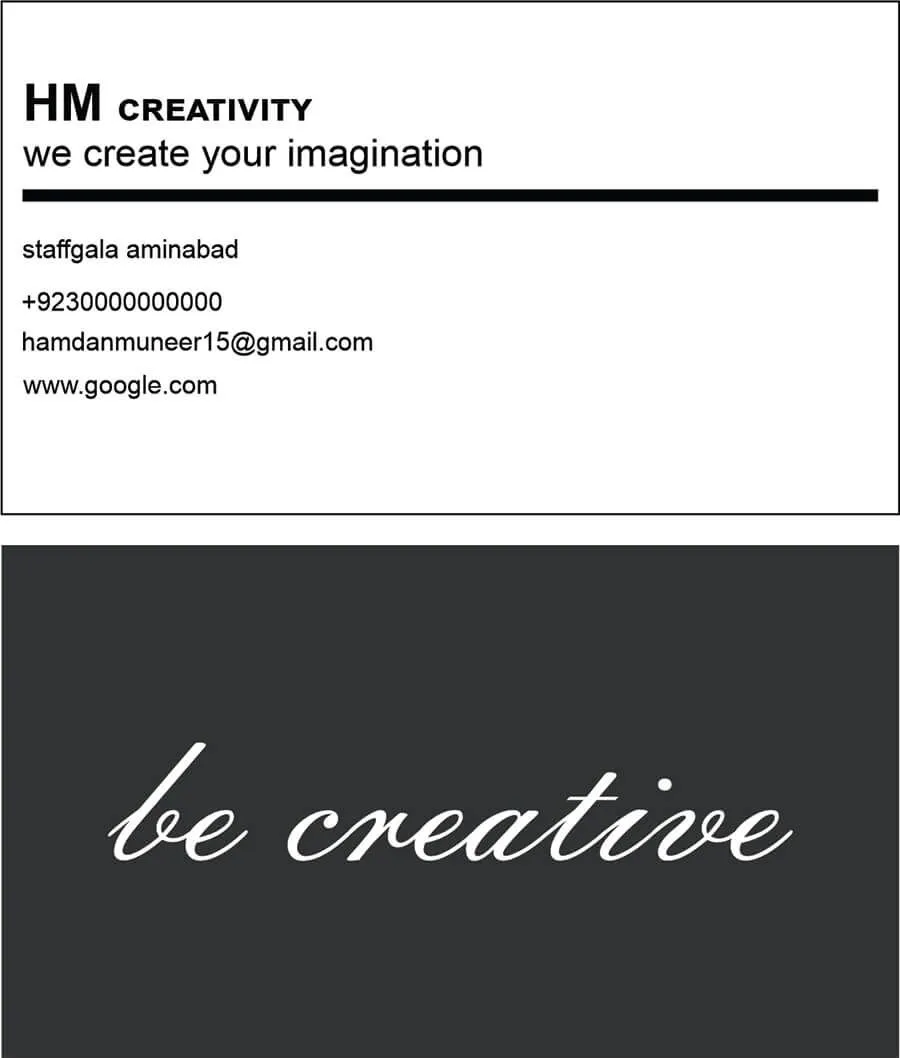 HM CREATIVITY
we create your imagination
staffgala aminabad
+9230000000000
hamdanmuneer15@gmail.com
www.google.com
be creative